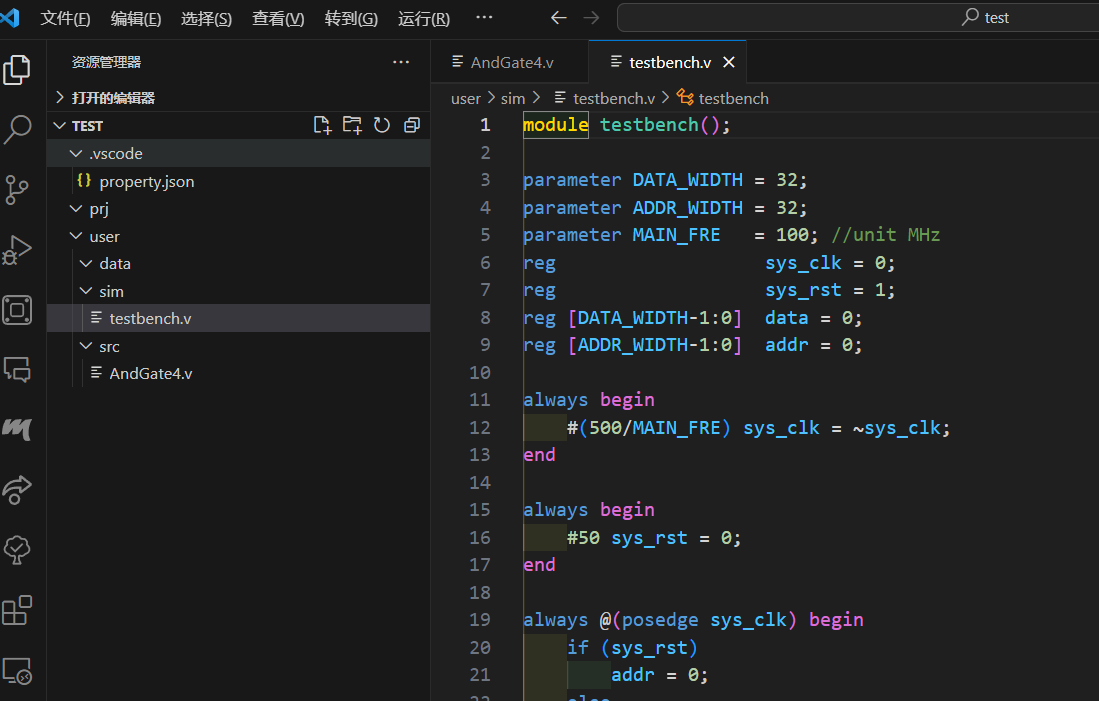 文件(F) 编辑(E) 选择(S) 查看(V) 转到(G) 运行(R) ··· test
资源管理器 ···
打开的编辑器
TEST
.vscode
{} property.json
prj
user
data
sim
testbench.v
src
AndGate4.v
AndGate4.v testbench.v
user > sim > testbench.v > testbench
1 module testbench();
2
3 parameter DATA_WIDTH = 32;
4 parameter ADDR_WIDTH = 32;
5 parameter MAIN_FRE   = 100; //unit MHz
6 reg                   sys_clk = 0;
7 reg                   sys_rst = 1;
8 reg [DATA_WIDTH-1:0]  data = 0;
9 reg [ADDR_WIDTH-1:0]  addr = 0;
10
11 always begin
12     #(500/MAIN_FRE) sys_clk = ~sys_clk;
13 end
14
15 always begin
16     #50 sys_rst = 0;
17 end
18
19 always @(posedge sys_clk) begin
20     if (sys_rst)
21         addr = 0;
22     else